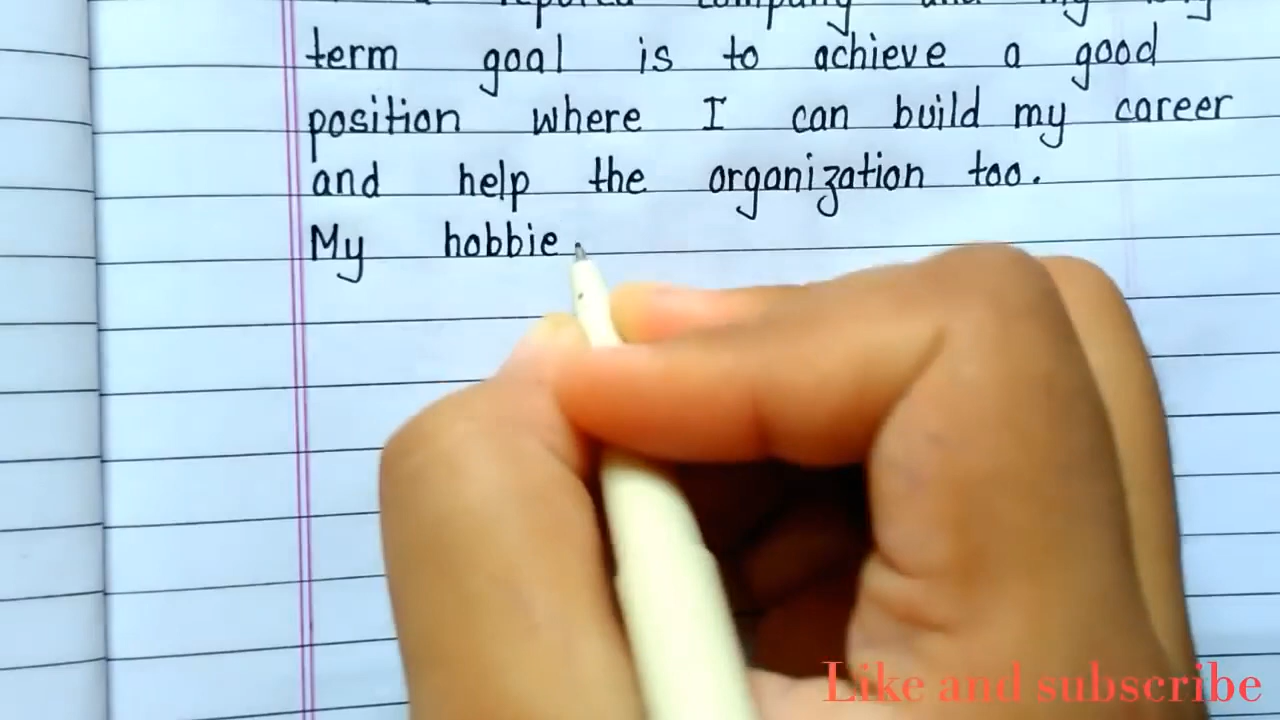 company
term goal is to achieve a good
position where I can build my career
and help the organization too.
My hobbie
Like and subscribe